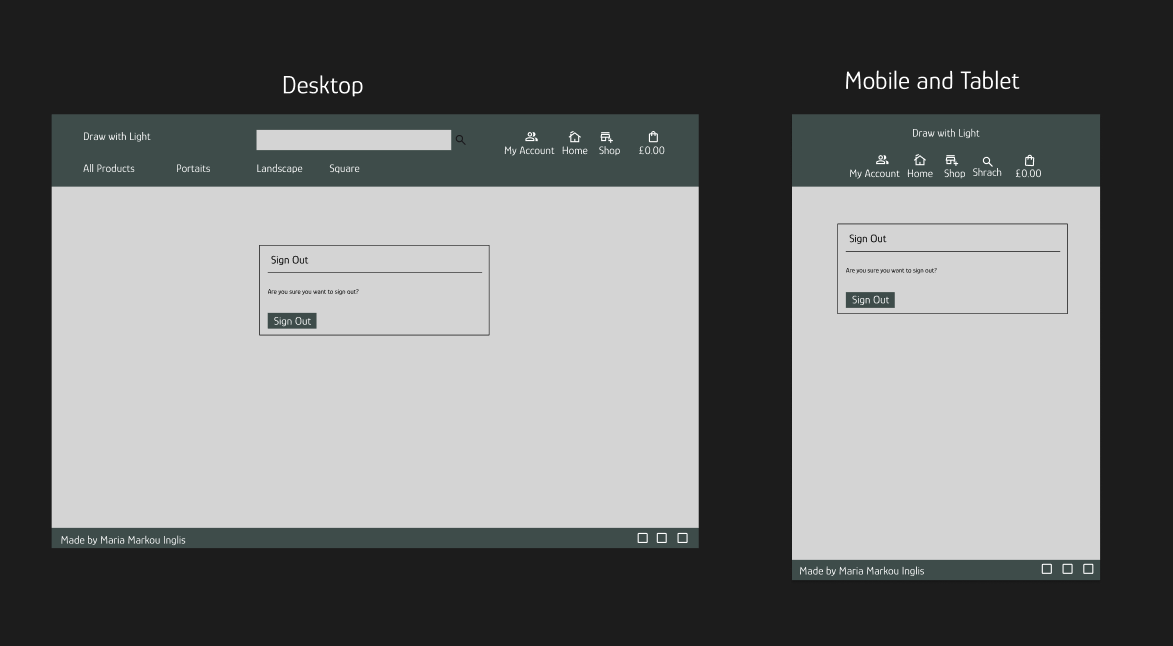 Desktop
Draw with Light
My Account Home Shop £0.00
All Products Portaits Landscape Square
Sign Out
Are you sure you want to sign out?
Sign Out
Made by Maria Markou Inglis
Mobile and Tablet
Draw with Light
My Account Home Shop Shrach £0.00
Sign Out
Are you sure you want to sign out?
Sign Out
Made by Maria Markou Inglis